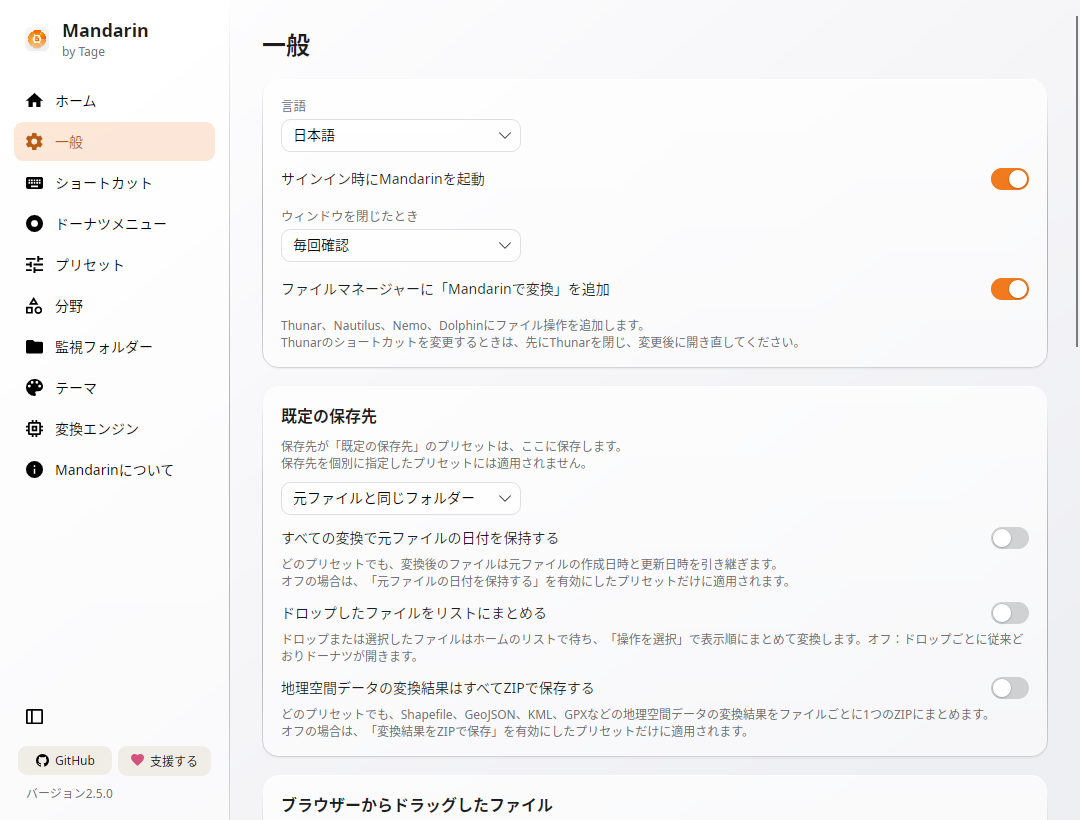 Mandarin
by Tage
ホーム
一般
ショートカット
ドーナツメニュー
プリセット
分野
監視フォルダー
テーマ
変換エンジン
Mandarinについて
GitHub
支援する
バージョン2.5.0
一般
言語
日本語
サインイン時にMandarinを起動
ウィンドウを閉じたとき
毎回確認
ファイルマネージャーに「Mandarinで変換」を追加
Thunar、Nautilus、Nemo、Dolphinにファイル操作を追加します。
Thunarのショートカットを変更するときは、先にThunarを閉じ、変更後に開き直してください。
既定の保存先
保存先が「既定の保存先」のプリセットは、ここに保存します。
保存先を個別に指定したプリセットには適用されません。
元ファイルと同じフォルダー
すべての変換で元ファイルの日付を保持する
どのプリセットでも、変換後のファイルは元ファイルの作成日時と更新日時を引き継ぎます。
オフの場合は、「元ファイルの日付を保持する」を有効にしたプリセットだけに適用されます。
ドロップしたファイルをリストにまとめる
ドロップまたは選択したファイルはホームのリストで待ち、「操作を選択」で表示順にまとめて変換します。オフ：ドロップごとに従来ど
おりドーナツが開きます。
地理空間データの変換結果はすべてZIPで保存する
どのプリセットでも、Shapefile、GeoJSON、KML、GPXなどの地理空間データの変換結果をファイルごとに1つのZIPにまとめます。
オフの場合は、「変換結果をZIPで保存」を有効にしたプリセットだけに適用されます。
ブラウザーからドラッグしたファイル